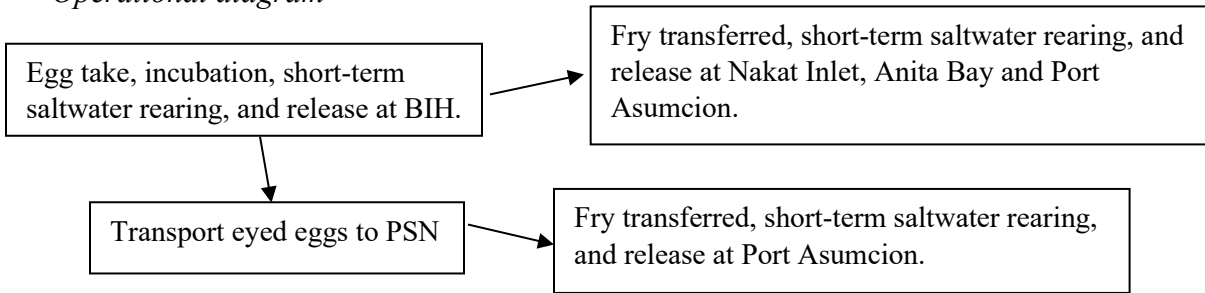 Operational diagram
Egg take, incubation, short-term
saltwater rearing, and release at BIH.
Fry transferred, short-term saltwater rearing, and
release at Nakat Inlet, Anita Bay and Port
Asumcion.
Transport eyed eggs to PSN
Fry transferred, short-term saltwater rearing,
and release at Port Asumcion.